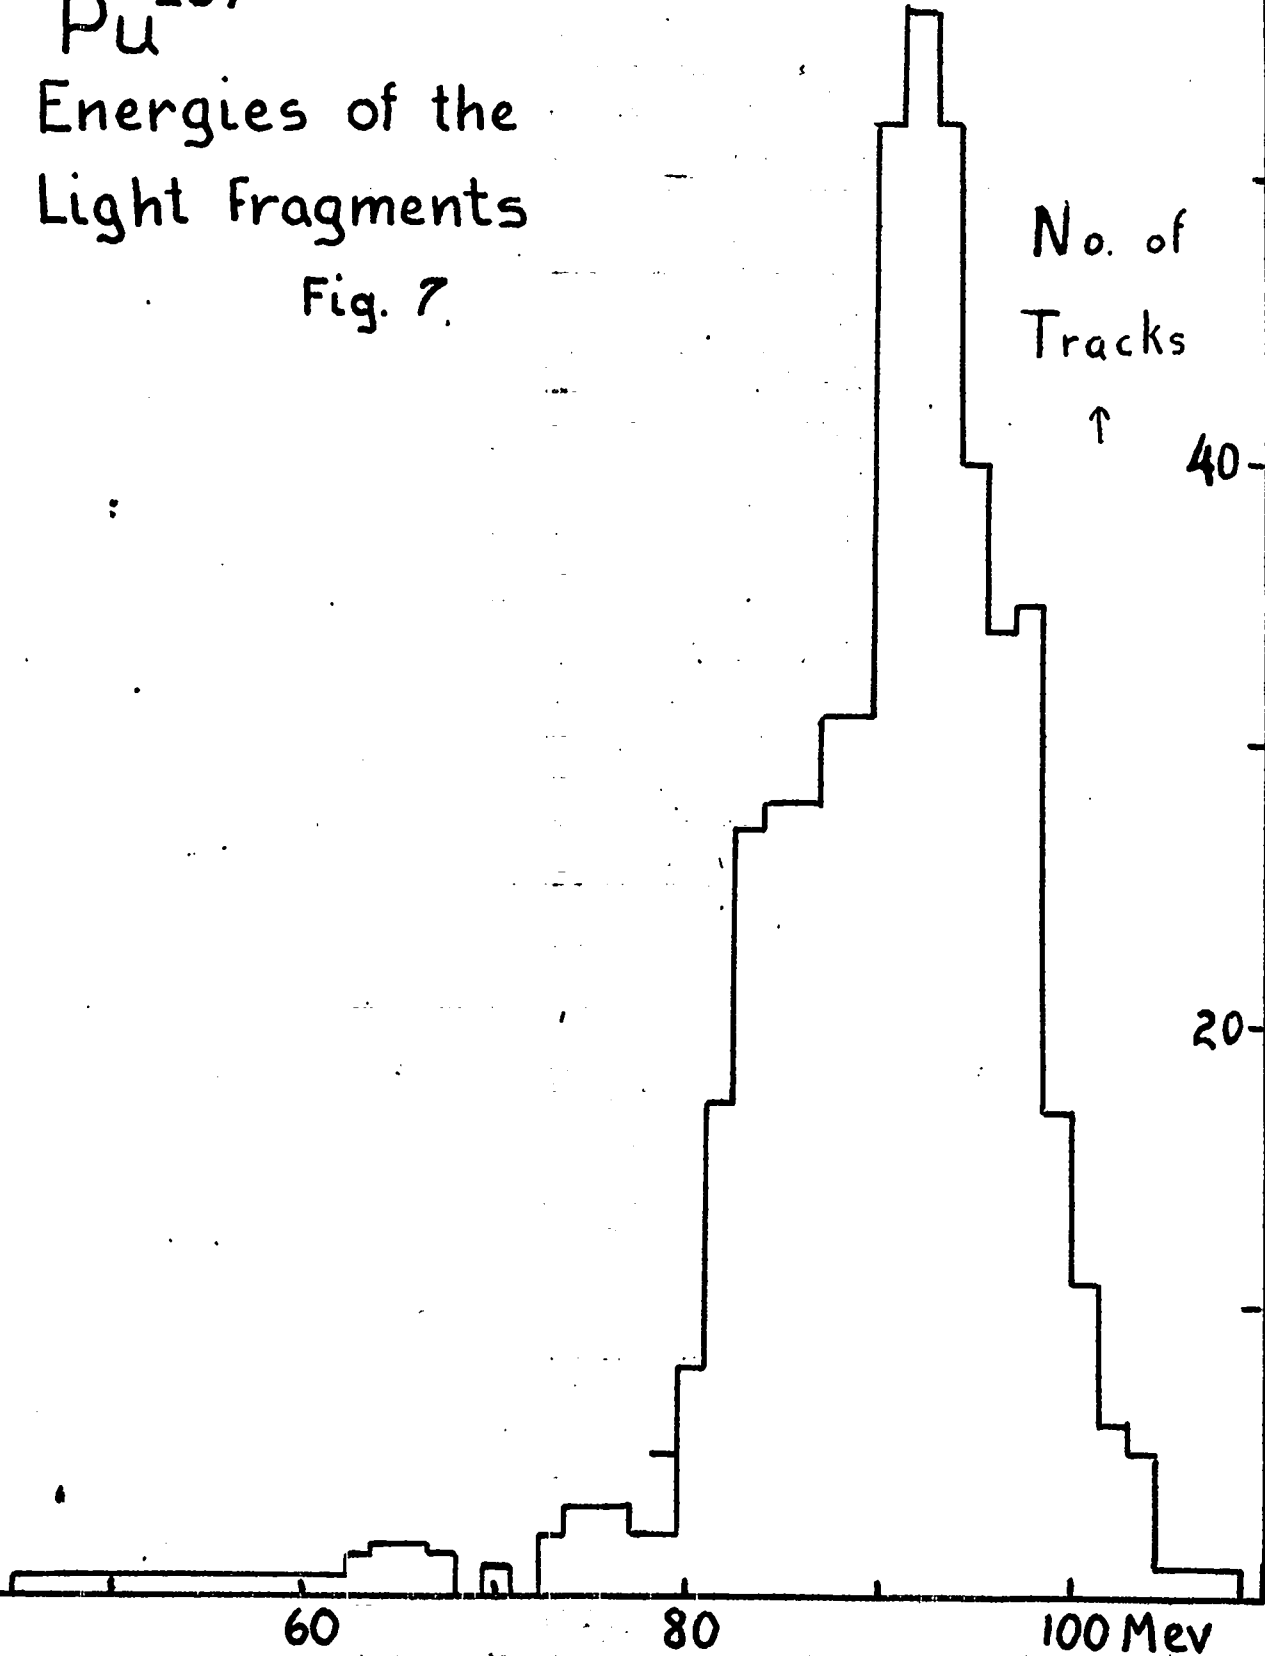 Pu
Energies of the
Light Fragments
Fig. 7.
No. of
Tracks
↑
40
20
60
80
100 Mev